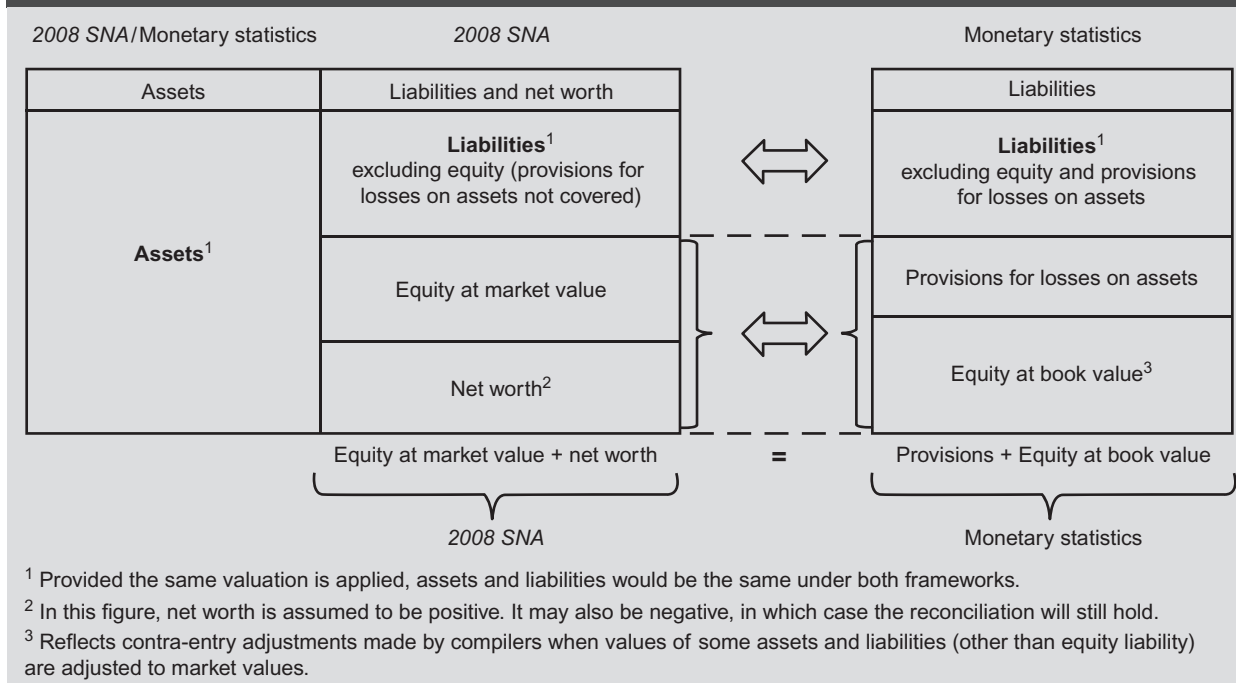 2008 SNA/Monetary statistics
2008 SNA
Monetary statistics
Assets
Liabilities and net worth
Liabilities
Assets¹
Liabilities¹
excluding equity (provisions for
losses on assets not covered)
Liabilities¹
excluding equity and provisions
for losses on assets
Equity at market value
Provisions for losses on assets
Net worth²
Equity at book value³
Equity at market value + net worth
=
Provisions + Equity at book value
2008 SNA
Monetary statistics
¹ Provided the same valuation is applied, assets and liabilities would be the same under both frameworks.
² In this figure, net worth is assumed to be positive. It may also be negative, in which case the reconciliation will still hold.
³ Reflects contra-entry adjustments made by compilers when values of some assets and liabilities (other than equity liability)
are adjusted to market values.